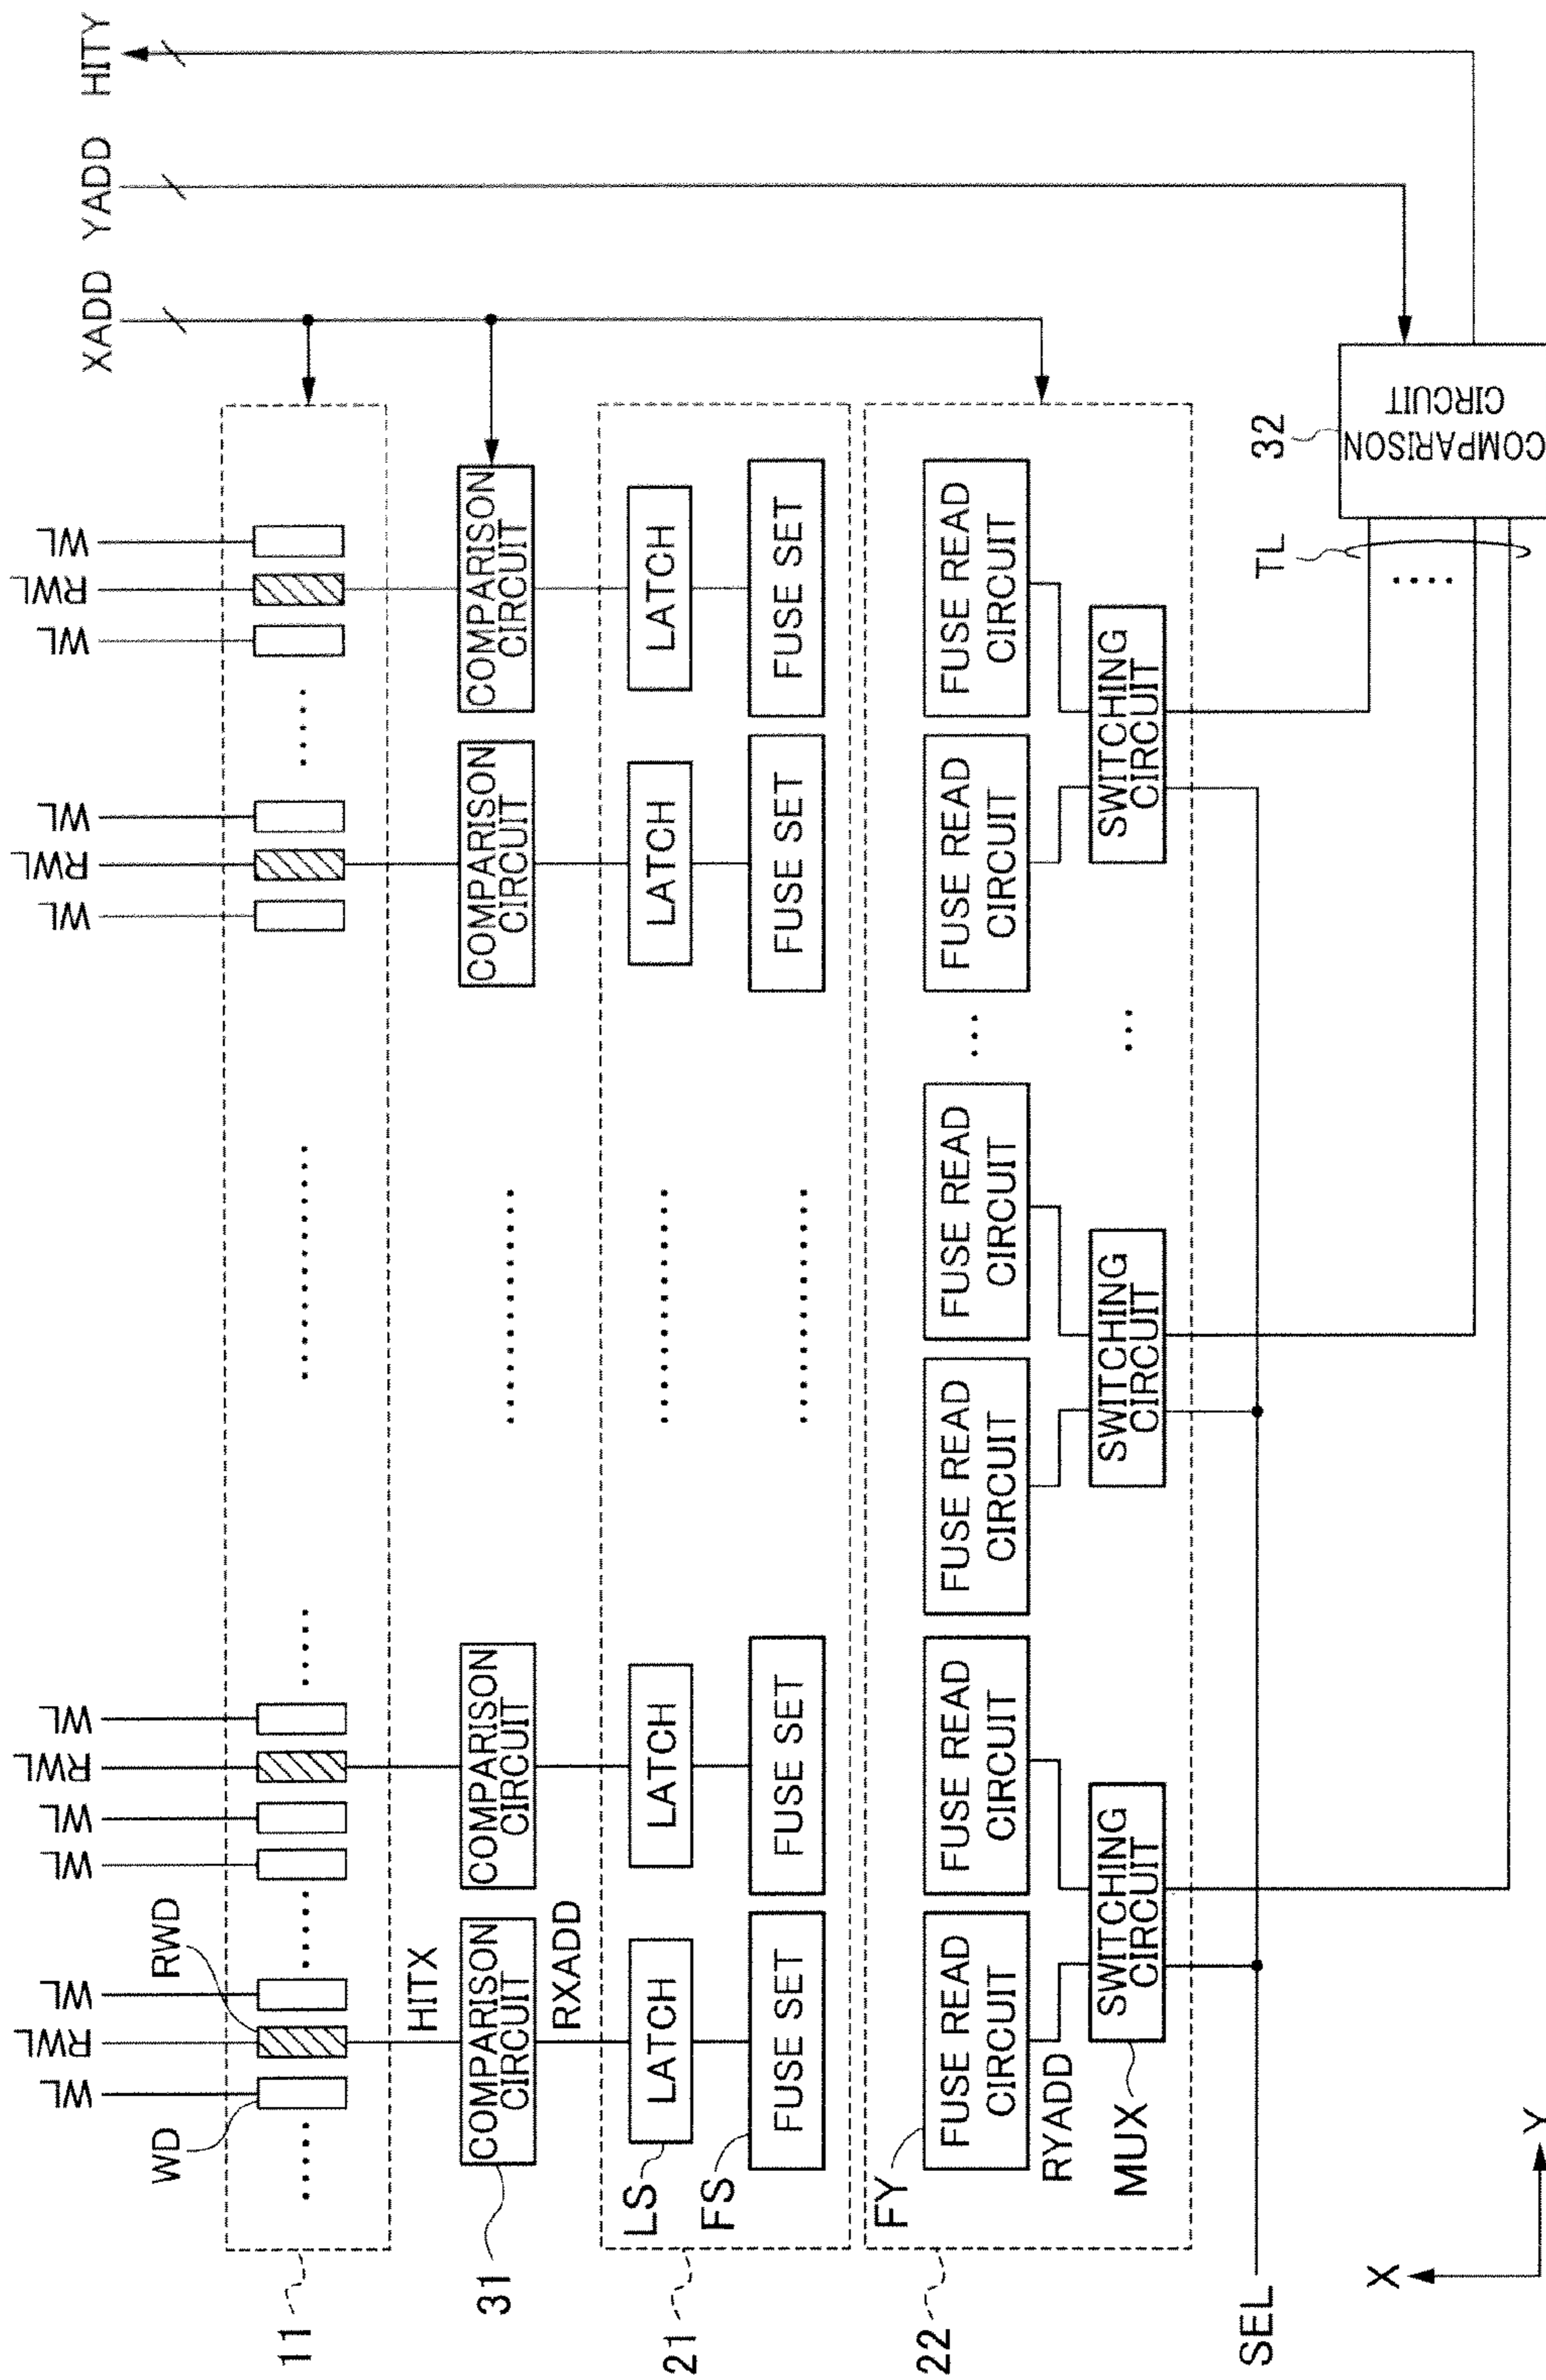 XADD
YADD
HITY
WL
RWL
WL
WL
WL
RWL
WL
WL
RWL
WL
WL
RWL
WL
WD
RWD
11
HITX
31
COMPARISON
CIRCUIT
COMPARISON
CIRCUIT
COMPARISON
CIRCUIT
COMPARISON
CIRCUIT
RXADD
21
LS
LATCH
LATCH
LATCH
LATCH
FS
FUSE SET
FUSE SET
FUSE SET
FUSE SET
22
FY
FUSE READ
CIRCUIT
FUSE READ
CIRCUIT
FUSE READ
CIRCUIT
FUSE READ
CIRCUIT
FUSE READ
CIRCUIT
FUSE READ
CIRCUIT
RYADD
MUX
SWITCHING
CIRCUIT
SWITCHING
CIRCUIT
SWITCHING
CIRCUIT
SEL
TL
32
COMPARISON
CIRCUIT
X
Y